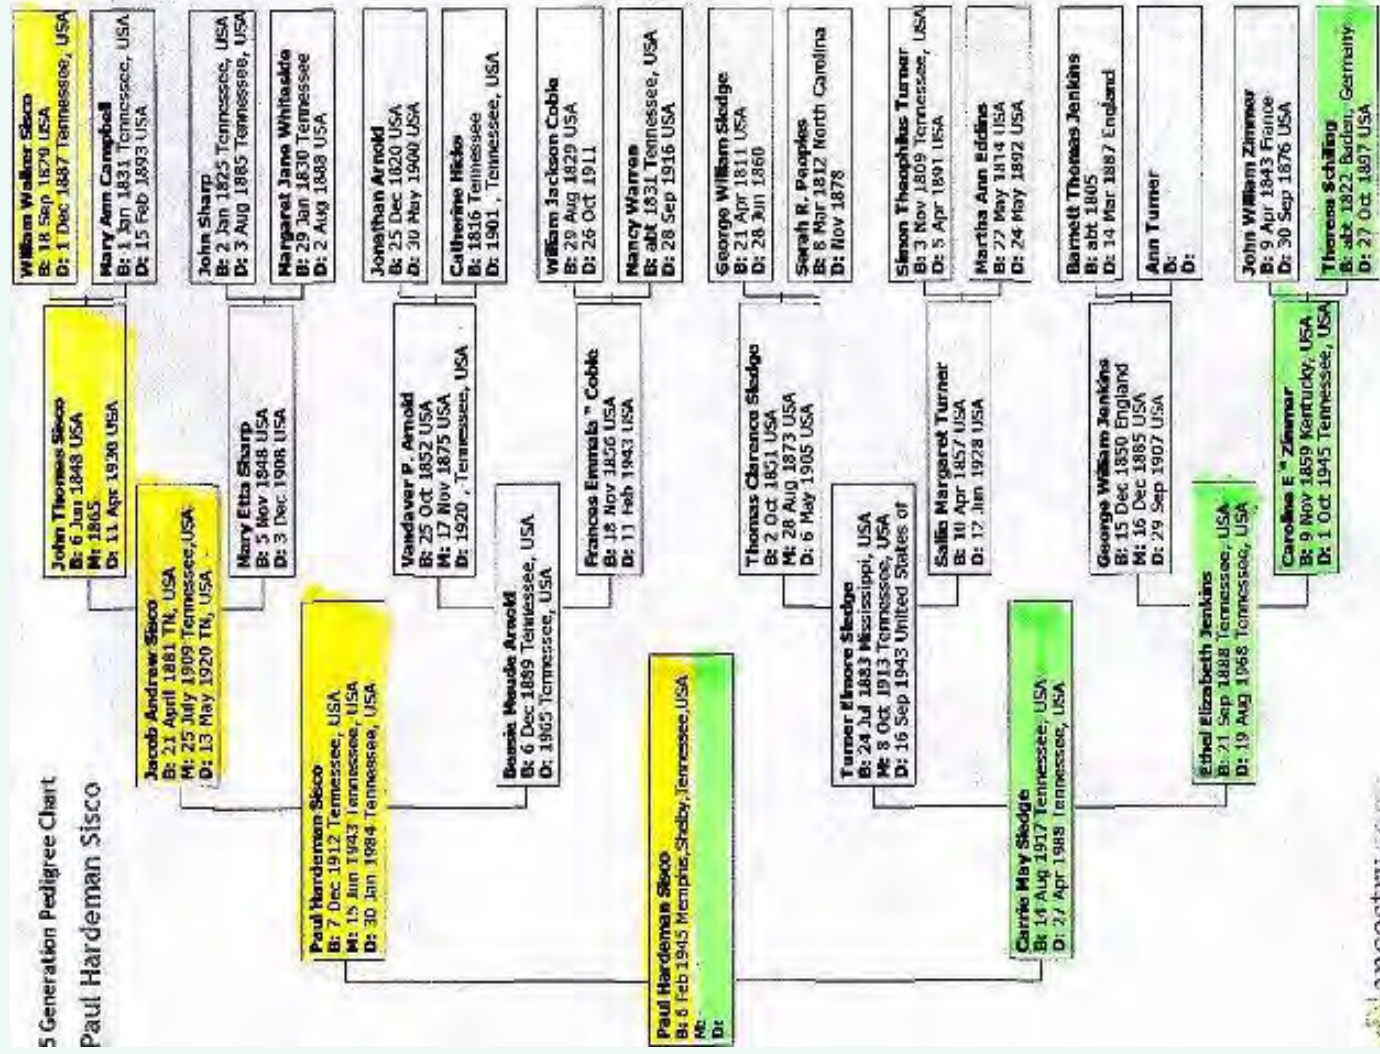 5 Generation Pedigree Chart
Paul Hardeman Sisco
Paul Hardeman Sisco
B: 6 Feb 1945 Memphis,Shelby,Tennessee,USA
M:
D:
Paul Hardeman Sisco
B: 7 Dec 1912 Tennessee, USA
M: 15 Jun 1943 Tennessee, USA
D: 30 Jan 1984 Tennessee, USA
Carrie May Sledge
B: 14 Aug 1917 Tennessee, USA
D: 27 Apr 1988 Tennessee, USA
Jacob Andrew Sisco
B: 21 April 1881 TN, USA
M: 25 July 1909 Tennessee,USA
D: 13 May 1920 TN, USA
Bessie Maude Arnold
B: 6 Dec 1889 Tennessee, USA
D: 1965 Tennessee, USA
Turner Elmore Sledge
B: 24 Jul 1883 Mississippi, USA
M: 8 Oct 1913 Tennessee, USA
D: 16 Sep 1943 United States of
Ethel Elizabeth Jenkins
B: 21 Sep 1888 Tennessee, USA
D: 19 Aug 1968 Tennessee, USA
John Thomas Sisco
B: 6 Jun 1848 USA
M: 1865
D: 11 Apr 1930 USA
Mary Etta Sharp
B: 5 Nov 1848 USA
D: 3 Dec 1908 USA
Vandaver P. Arnold
B: 25 Oct 1852 USA
M: 17 Nov 1875 USA
D: 1920 , Tennessee, USA
Frances Emmala " Coble
B: 18 Nov 1856 USA
D: 11 Feb 1943 USA
Thomas Clarence Sledge
B: 2 Oct 1851 USA
M: 28 Aug 1873 USA
D: 6 May 1905 USA
Sallie Margaret Turner
B: 10 Apr 1857 USA
D: 12 Jun 1928 USA
George William Jenkins
B: 15 Dec 1850 England
M: 16 Dec 1885 USA
D: 29 Sep 1907 USA
Caroline E " Zimmer
B: 9 Nov 1859 Kentucky, USA
D: 1 Oct 1945 Tennessee, USA
William Walker Sisco
B: 18 Sep 1829 USA
D: 1 Dec 1887 Tennessee, USA
Mary Ann Campbell
B: 1 Jan 1831 Tennessee, USA
D: 15 Feb 1893 USA
John Sharp
B: 2 Jan 1825 Tennessee, USA
D: 3 Aug 1885 Tennessee, USA
Margaret Jane Whiteside
B: 29 Jan 1830 Tennessee
D: 2 Aug 1888 USA
Jonathan Arnold
B: 25 Dec 1820 USA
D: 30 May 1900 USA
Catherine Hicks
B: 1816 Tennessee
D: 1901 , Tennessee, USA
William Jackson Coble
B: 29 Aug 1829 USA
D: 26 Oct 1911
Nancy Warren
B: abt 1831 Tennessee, USA
D: 28 Sep 1916 USA
George William Sledge
B: 21 Apr 1811 USA
D: 28 Jun 1860
Sarah R. Peoples
B: 8 Mar 1812 North Carolina
D: Nov 1878
Simon Theophilus Turner
B: 3 Nov 1809 Tennessee, USA
D: 5 Apr 1891 USA
Martha Ann Eddins
B: 22 May 1814 USA
D: 24 May 1892 USA
Barnett Thomas Jenkins
B: abt 1805
D: 14 Mar 1887 England
Ann Turner
B:
D:
John William Zimmer
B: 9 Apr 1843 France
D: 30 Sep 1876 USA
Theresa Schilling
B: abt 1822 Barden, Germany
D: 27 Oct 1897 USA